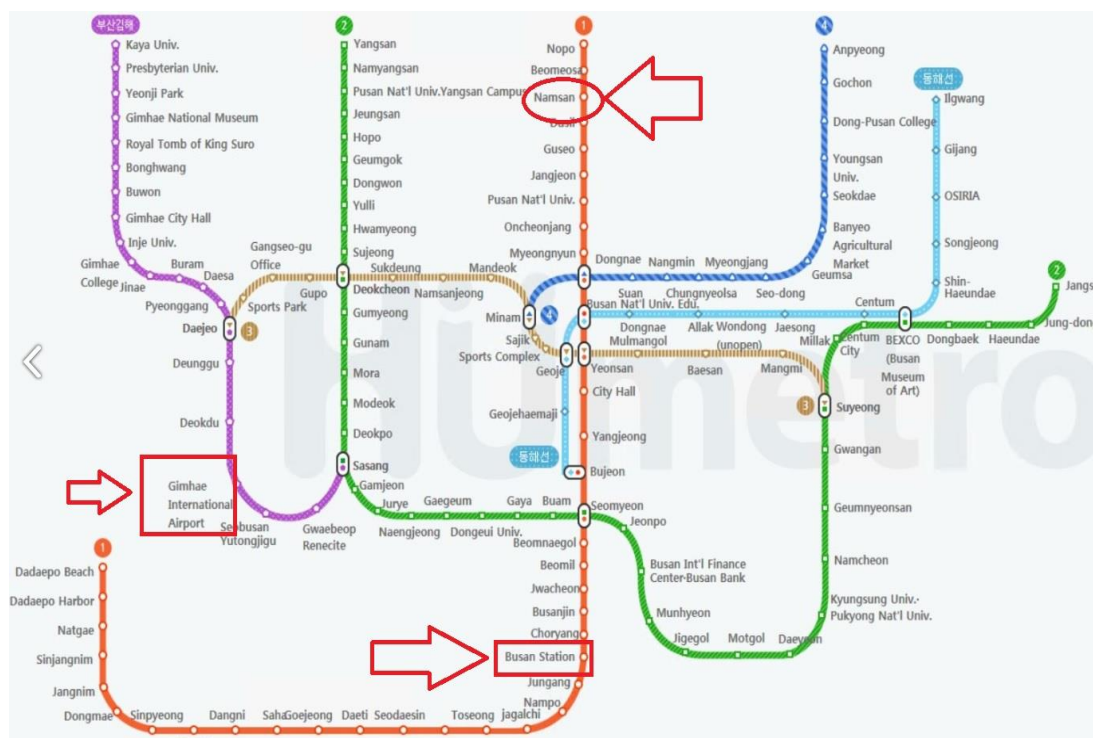 부산김해
Kaya Univ.
Presbyterian Univ.
Yeonji Park
Gimhae National Museum
Royal Tomb of King Suro
Bonghwang
Buwon
Gimhae City Hall
Inje Univ.
Gimhae
College
Jinae
Buram
Daesa
Pyeonggang
Daejeo
3
Deunggu
Deokdu
Gimhae
International
Airport
Seobusan
Yutongjigu
Gwaebeop
Renecite
2
Yangsan
Namyangsan
Pusan Nat'l Univ.Yangsan Campus
Jeungsan
Hopo
Geumgok
Dongwon
Yulli
Hwamyeong
Sujeong
Deokcheon
Gumyeong
Gunam
Mora
Modeok
Deokpo
Sasang
Gamjeon
Jurye
Naengjeong
Gaegeum
Dongeui Univ.
Gaya
Buam
Seomyeon
Jeonpo
Busan Int'l Finance
Center·Busan Bank
Munhyeon
Jigegol
Motgol
Daeyeon
Kyungsung Univ.·
Pukyong Nat'l Univ.
Namcheon
Geumnyeonsan
Gwangan
Suyeong
3
Millak
Centum
City
BEXCO
(Busan
Museum
of Art)
Dongbaek
Haeundae
Jung-don
Jangs
2
Gangseo-gu
Office
Sports Park
Gupo
Sukdeung
Namsanjeong
Mandeok
Minam
4
Sajik
Sports Complex
Geoje
Yeonsan
Baesan
Mangmi
1
Nopo
Beomeosa
Namsan
Dusil
Guseo
Jangjeon
Pusan Nat'l Univ.
Oncheonjang
Myeongnyun
Dongnae
Busan Nat'l Univ. Edu.
City Hall
Yangjeong
Bujeon
Beomnaegol
Beomil
Jwacheon
Busanjin
Choryang
Busan Station
Jungang
Nampo
jagalchi
Toseong
Seodaesin
Daeti
Goejeong
Saha
Dangni
Sinpyeong
Dongmae
Jangnim
Sinjangnim
Natgae
Dadaepo Harbor
Dadaepo Beach
1
4
Anpyeong
Gochon
Dong-Pusan College
Youngsan
Univ.
Seokdae
Banyeo
Agricultural
Market
Geumsa
Seo-dong
Myeongjang
Chungnyeolsa
Nangmin
Suan
동해선
Ilgwang
Gijang
OSIRIA
Songjeong
Shin-
Haeundae
Centum
Jaesong
Wondong
(unopen)
Allak
Dongnae
Mulmangol
Geojehaemaji
동해선
Humetro